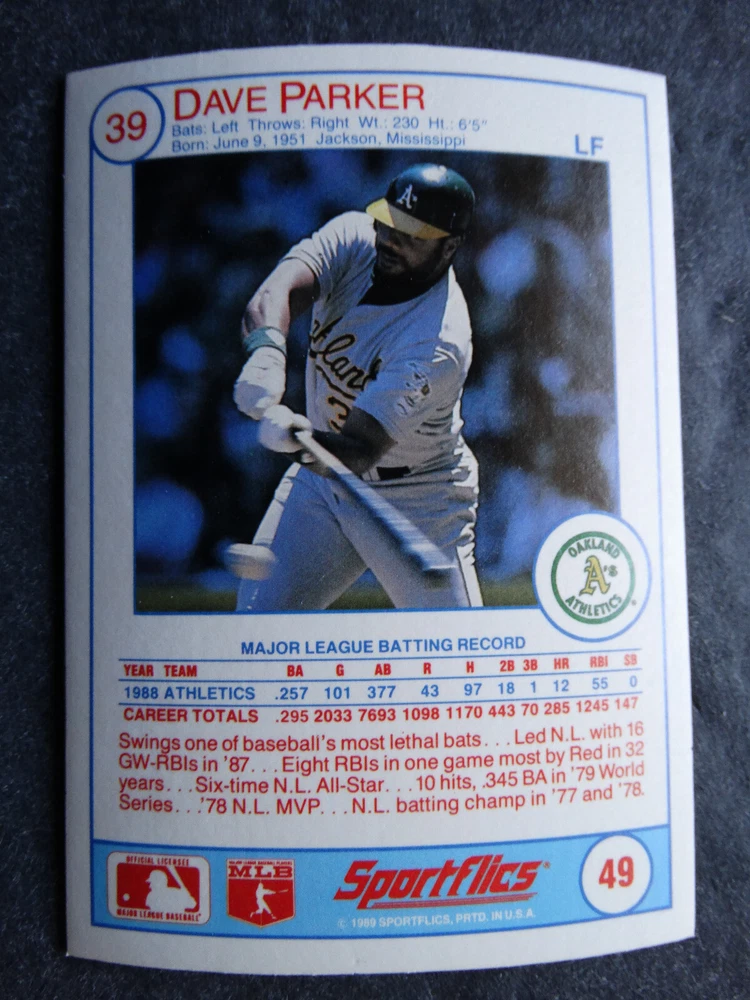 39
DAVE PARKER
Bats: Left Throws: Right Wt.: 230 Ht.: 6'5"
Born: June 9, 1951 Jackson, Mississippi
LF
A's
Oakland
3
OAKLAND
A's
ATHLETICS
MAJOR LEAGUE BATTING RECORD
YEAR TEAM BA G AB R H 2B 3B HR RBI SB
1988 ATHLETICS .257 101 377 43 97 18 1 12 55 0
CAREER TOTALS .295 2033 7693 1098 1170 443 70 285 1245 147
Swings one of baseball's most lethal bats...Led N.L. with 16
GW-RBIs in '87...Eight RBIs in one game most by Red in 32
years...Six-time N.L. All-Star...10 hits, .345 BA in '79 World
Series...'78 N.L. MVP...N.L. batting champ in '77 and '78.
OFFICIAL LICENSEE
MAJOR LEAGUE BASEBALL
MAJOR LEAGUE BASEBALL PLAYERS
MLB
Sportflics
© 1989 SPORTFLICS, PRTD. IN U.S.A.
49